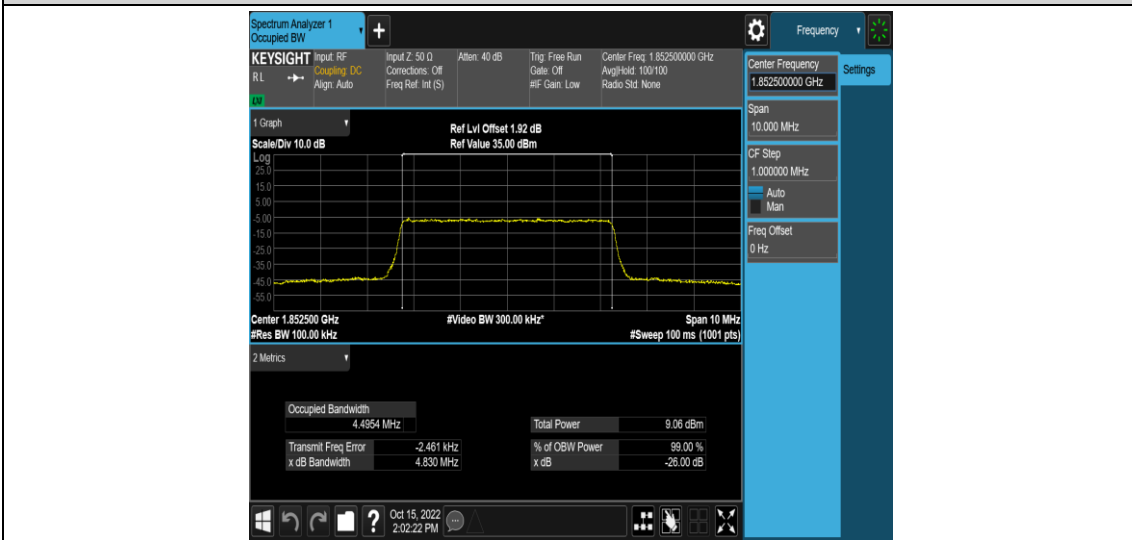 Spectrum Analyzer 1
Occupied BW
+
Frequency
KEYSIGHT
R L
LXI
Input: RF
Coupling: DC
Align: Auto
Input Z: 50 Ω
Corrections: Off
Freq Ref: Int (S)
Atten: 40 dB
Trig: Free Run
Gate: Off
#IF Gain: Low
Center Freq: 1.852500000 GHz
Avg|Hold: 100/100
Radio Std: None
Center Frequency
1.852500000 GHz
Settings
Span
10.000 MHz
CF Step
1.000000 MHz
Auto
Man
Freq Offset
0 Hz
1 Graph
Scale/Div 10.0 dB
Ref Lvl Offset 1.92 dB
Ref Value 35.00 dBm
Log
25.0
15.0
5.00
-5.00
-15.0
-25.0
-35.0
-45.0
-55.0
Center 1.852500 GHz
#Res BW 100.00 kHz
#Video BW 300.00 kHz*
Span 10 MHz
#Sweep 100 ms (1001 pts)
2 Metrics
Occupied Bandwidth
4.4954 MHz
Total Power 9.06 dBm
Transmit Freq Error -2.461 kHz
% of OBW Power 99.00 %
x dB Bandwidth 4.830 MHz
x dB -26.00 dB
?
Oct 15, 2022
2:02:22 PM